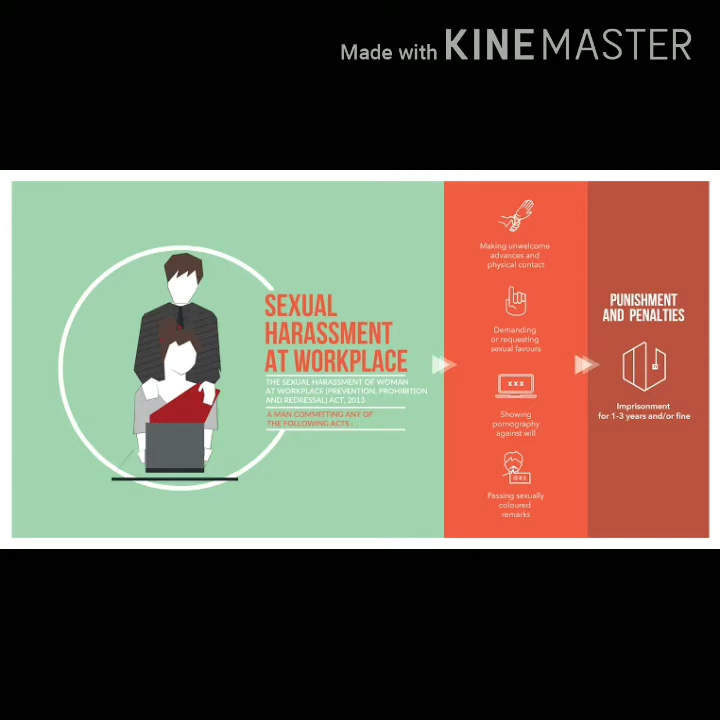 Made with KINEMASTER
SEXUAL
HARASSMENT
AT WORKPLACE
THE SEXUAL HARASSMENT OF WOMAN
AT WORKPLACE (PREVENTION, PROHIBITION
AND REDRESSAL) ACT, 2013
A MAN COMMITTING ANY OF
THE FOLLOWING ACTS :
Making unwelcome
advances and
physical contact
Demanding
or requesting
sexual favours
XXX
Showing
pornography
against will
Passing sexually
coloured
remarks
PUNISHMENT
AND PENALTIES
Imprisonment
for 1-3 years and/or fine